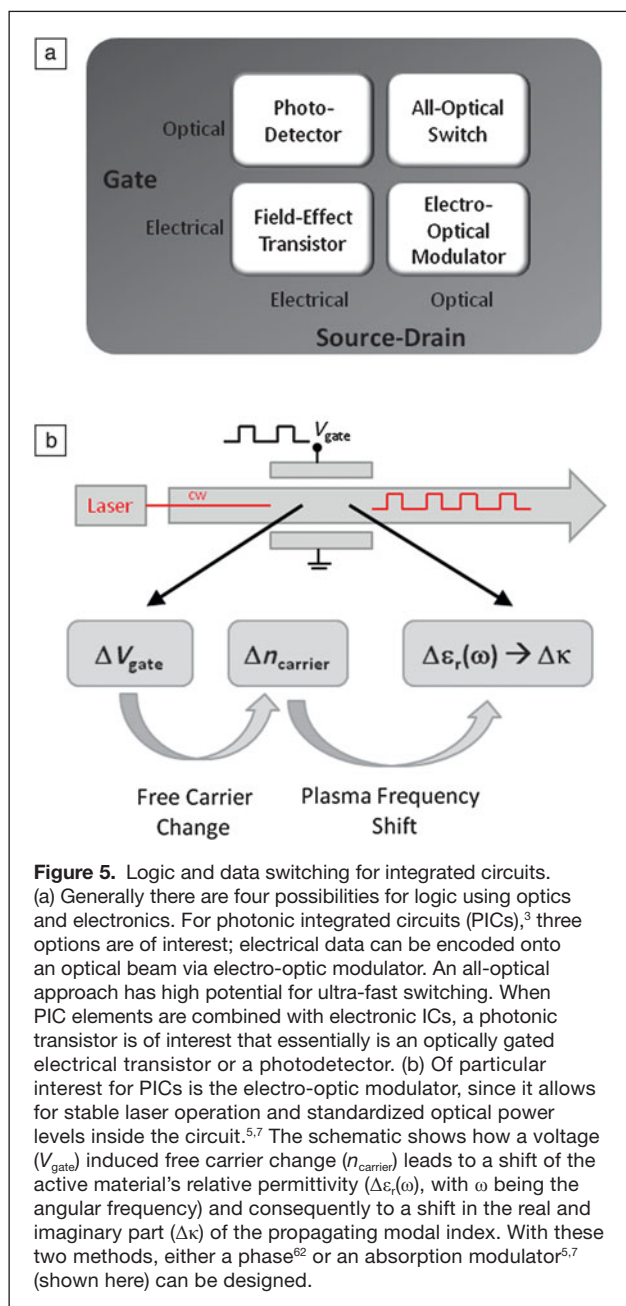 a
Photo-
Detector
All-Optical
Switch
Optical
Gate
Electrical
Field-Effect
Transistor
Electro-
Optical
Modulator
Electrical
Optical
Source-Drain
b
Vgate
Laser
cw
ΔVgate
Δncarrier
Δεr(ω) → Δκ
Free Carrier
Change
Plasma Frequency
Shift
Figure 5. Logic and data switching for integrated circuits.
(a) Generally there are four possibilities for logic using optics
and electronics. For photonic integrated circuits (PICs),³ three
options are of interest; electrical data can be encoded onto
an optical beam via electro-optic modulator. An all-optical
approach has high potential for ultra-fast switching. When
PIC elements are combined with electronic ICs, a photonic
transistor is of interest that essentially is an optically gated
electrical transistor or a photodetector. (b) Of particular
interest for PICs is the electro-optic modulator, since it allows
for stable laser operation and standardized optical power
levels inside the circuit.⁵,⁷ The schematic shows how a voltage
(Vgate) induced free carrier change (ncarrier) leads to a shift of the
active material's relative permittivity (Δεr(ω), with ω being the
angular frequency) and consequently to a shift in the real and
imaginary part (Δκ) of the propagating modal index. With these
two methods, either a phase⁶² or an absorption modulator⁵,⁷
(shown here) can be designed.